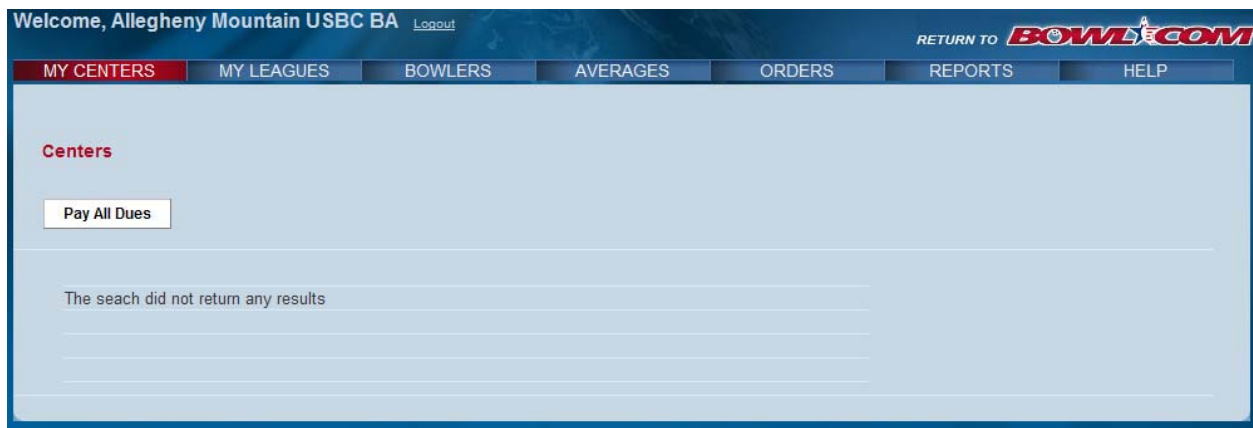 Welcome, Allegheny Mountain USBC BA Logout
RETURN TO BOWL.COM
MY CENTERS MY LEAGUES BOWLERS AVERAGES ORDERS REPORTS HELP
Centers
Pay All Dues
The seach did not return any results